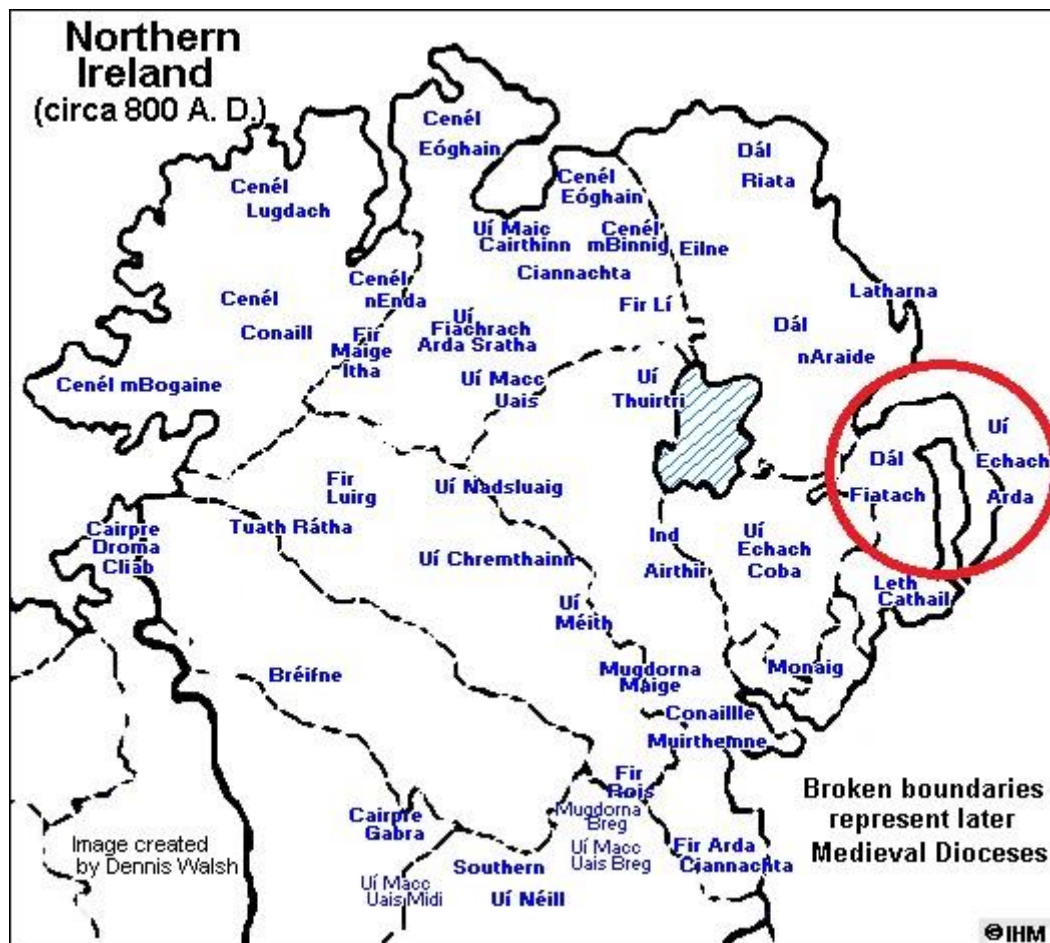 Northern
Ireland
(circa 800 A. D.)
Cenél
Eóghain
Cenél
Lugdach
Dál
Riata
Cenél
Eóghain
Uí Maic
Cairthinn
Cenél
mBinnig
Eilne
Ciannachta
Cenél
nEnda
Latharna
Cenél
Conaill
Fir Lí
Uí
Fiachrach
Arda Sratha
Fir
Maige
Itha
Dál
nAraide
Cenél mBogaine
Uí Macc
Uais
Uí
Thuirtri
Uí
Echach
Arda
Dál
Fiatach
Fir
Luirg
Uí Nadsluaig
Tuath Rátha
Cairpre
Droma
Cliab
Ind
Airthir
Uí
Echach
Coba
Uí Chremthainn
Leth
Cathail
Uí
Méith
Bréifne
Mugdorna
Maige
Monaig
Conaillle
Muirthemne
Fir
Rois
Mugdorna
Breg
Cairpre
Gabra
Uí Macc
Uais Breg
Fir Arda
Ciannachta
Southern
Uí Néill
Uí Macc
Uais Midi
Broken boundaries
represent later
Medieval Dioceses
Image created
by Dennis Walsh
@IHM